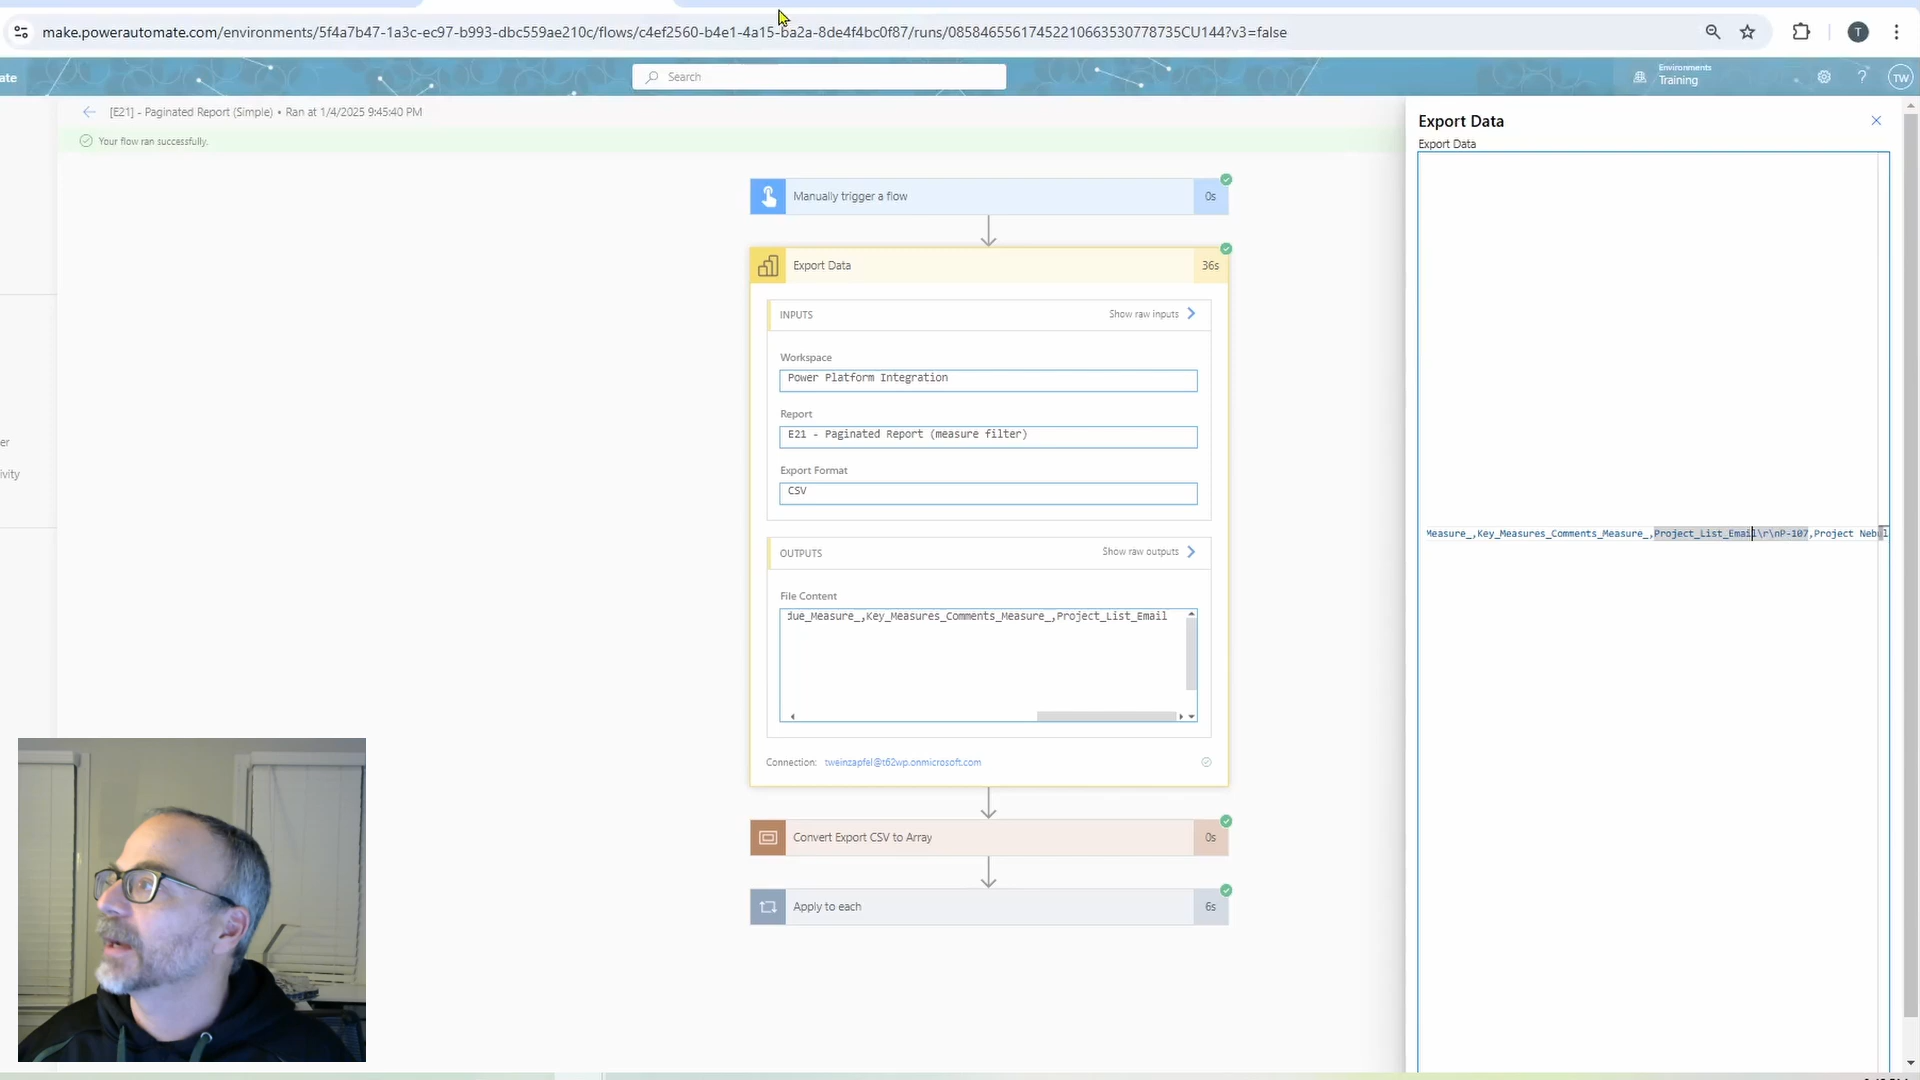 make.powerautomate.com/environments/5f4a7b47-1a3c-ec97-b993-dbc559ae210c/flows/c4ef2560-b4e1-4a15-ba2a-8de4f4bc0f87/runs/08584655617452210663530778735CU144?v3=false
T
ate
Search
Environments
Training
?
TW
[E21] - Paginated Report (Simple) • Ran at 1/4/2025 9:45:40 PM
Your flow ran successfully.
er
ivity
Manually trigger a flow
0s
Export Data
36s
INPUTS
Show raw inputs
Workspace
Power Platform Integration
Report
E21 - Paginated Report (measure filter)
Export Format
CSV
OUTPUTS
Show raw outputs
File Content
due_Measure_,Key_Measures_Comments_Measure_,Project_List_Email
Connection: tweinzapfel@t62wp.onmicrosoft.com
Convert Export CSV to Array
0s
Apply to each
6s
Export Data
Export Data
Measure_,Key_Measures_Comments_Measure_,Project_List_Email\r\nP-107,Project Nebul